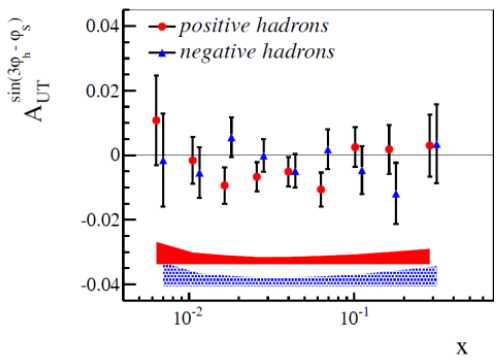 A_UT^sin(3φ_h - φ_S)
positive hadrons
negative hadrons
0.04
0.02
0
-0.02
-0.04
10^-2
10^-1
x